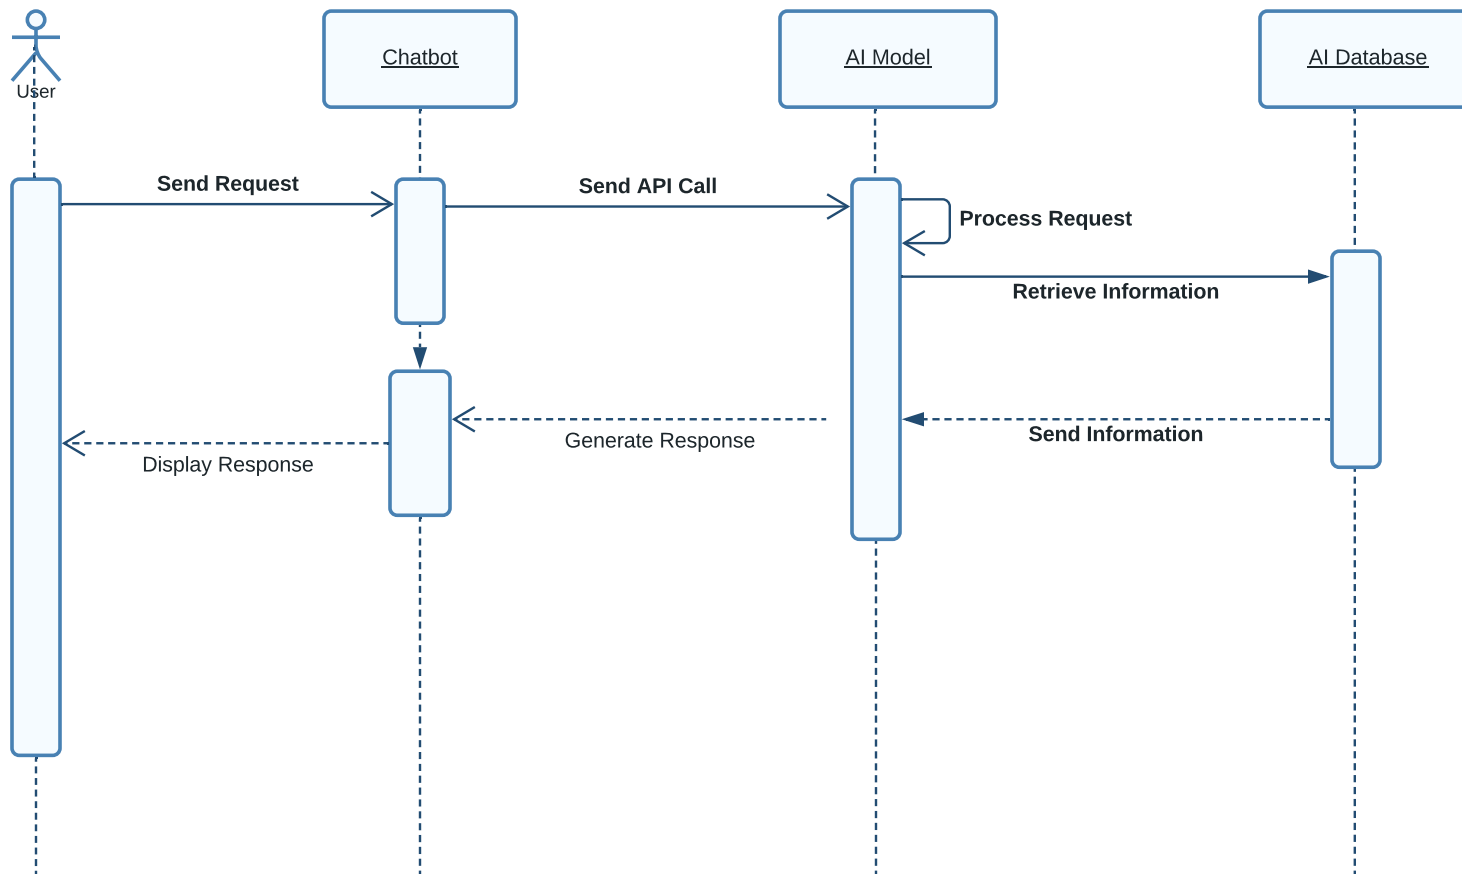 User
Chatbot
AI Model
AI Database
Send Request
Send API Call
Process Request
Retrieve Information
Generate Response
Send Information
Display Response